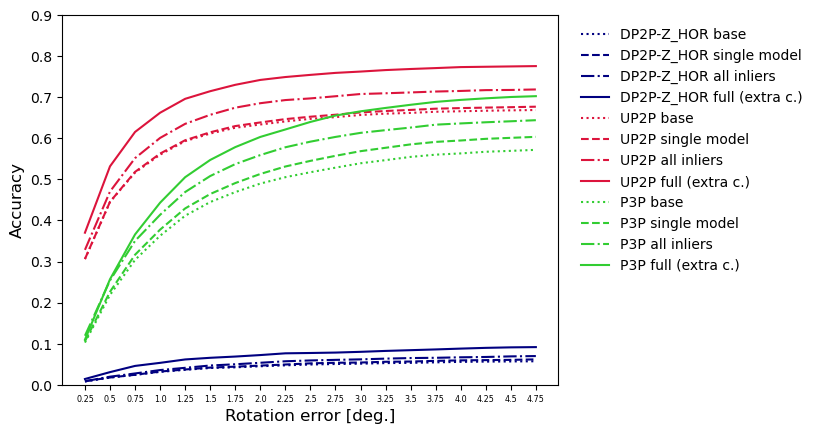 0.9
0.8
0.7
0.6
0.5
0.4
0.3
0.2
0.1
0.0
Accuracy
0.25 0.5 0.75 1.0 1.25 1.5 1.75 2.0 2.25 2.5 2.75 3.0 3.25 3.5 3.75 4.0 4.25 4.5 4.75
Rotation error [deg.]
DP2P-Z_HOR base
DP2P-Z_HOR single model
DP2P-Z_HOR all inliers
DP2P-Z_HOR full (extra c.)
UP2P base
UP2P single model
UP2P all inliers
UP2P full (extra c.)
P3P base
P3P single model
P3P all inliers
P3P full (extra c.)